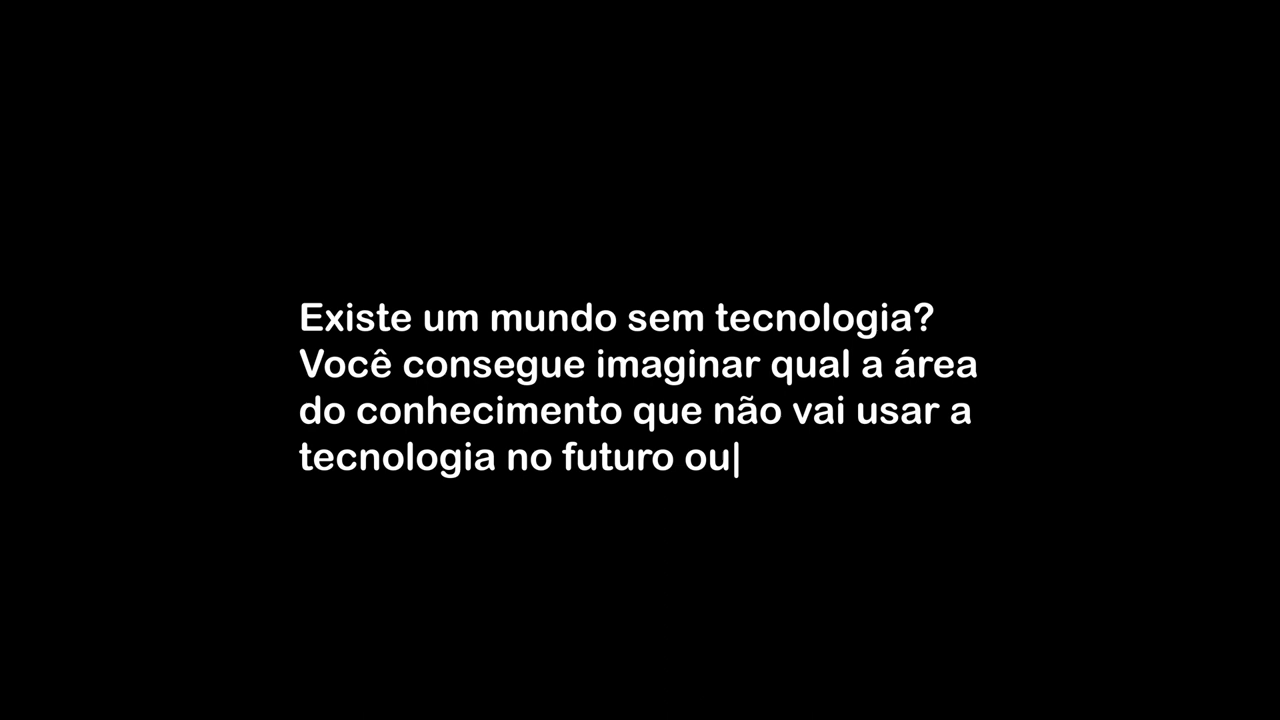 Existe um mundo sem tecnologia?
Você consegue imaginar qual a área
do conhecimento que não vai usar a
tecnologia no futuro ou|